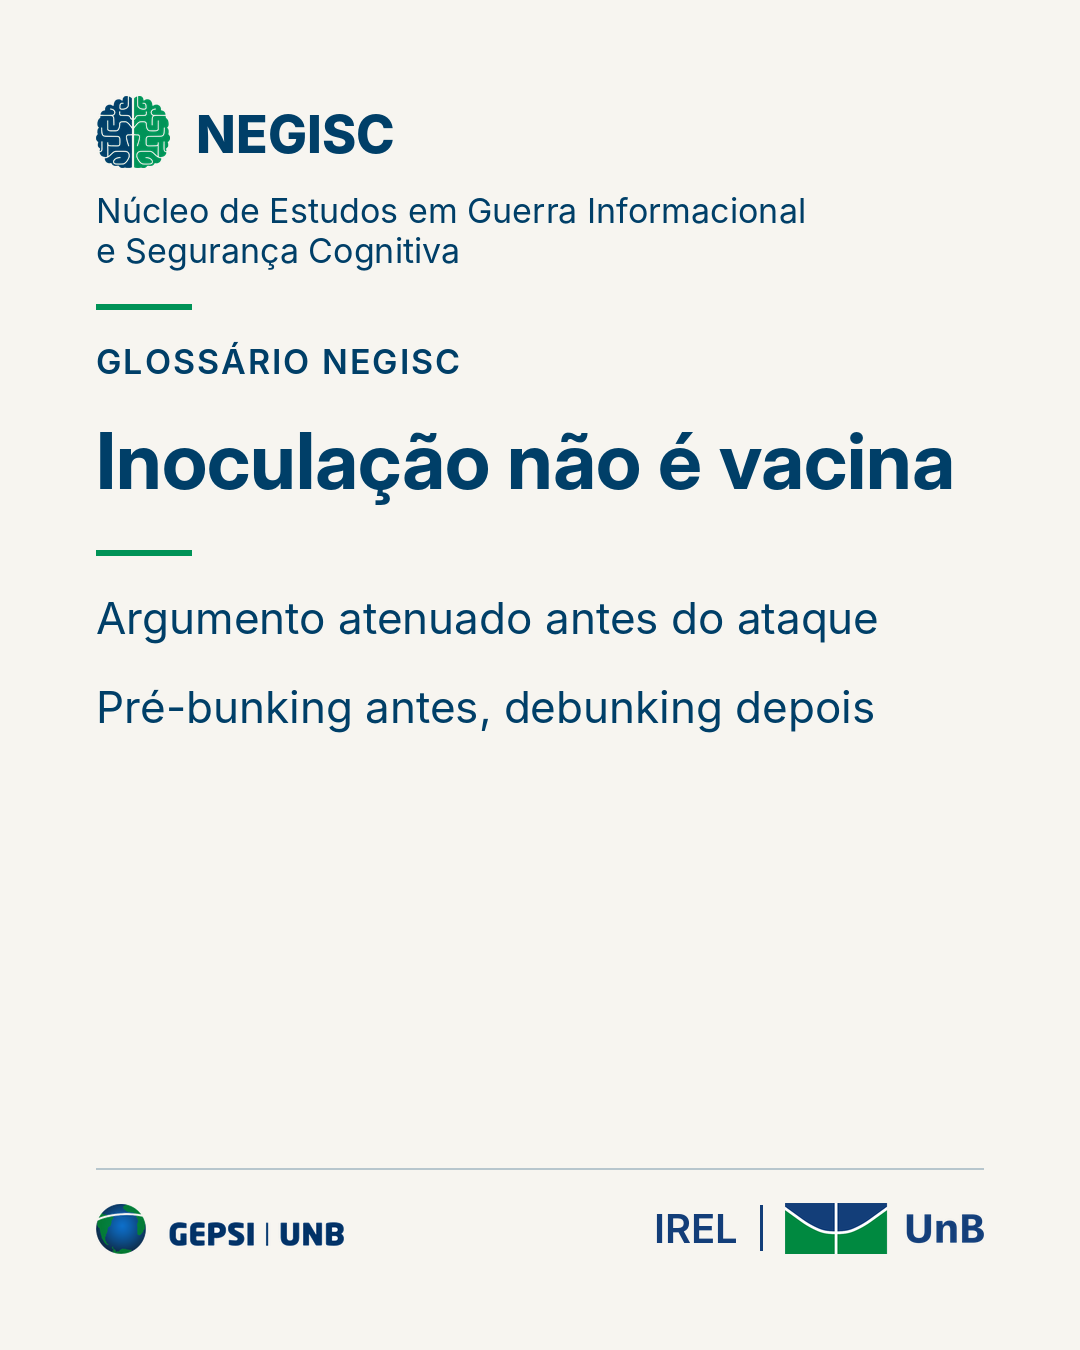 NEGISC
Núcleo de Estudos em Guerra Informacional
e Segurança Cognitiva
GLOSSÁRIO NEGISC
Inoculação não é vacina
Argumento atenuado antes do ataque
Pré-bunking antes, debunking depois
GEPSI | UNB
IREL | UnB